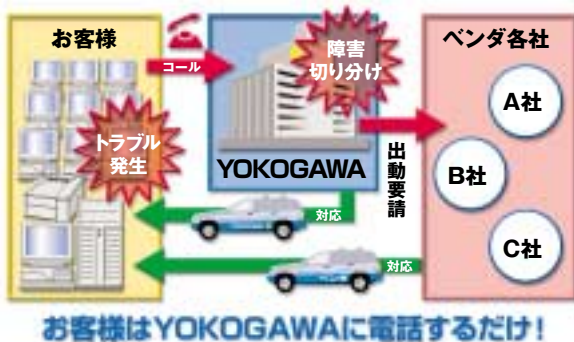 お客様
コール
トラブル
発生
障害
切り分け
YOKOGAWA
出動要請
対応
対応
ベンダ各社
A社
B社
C社
お客様はYOKOGAWAに電話するだけ!